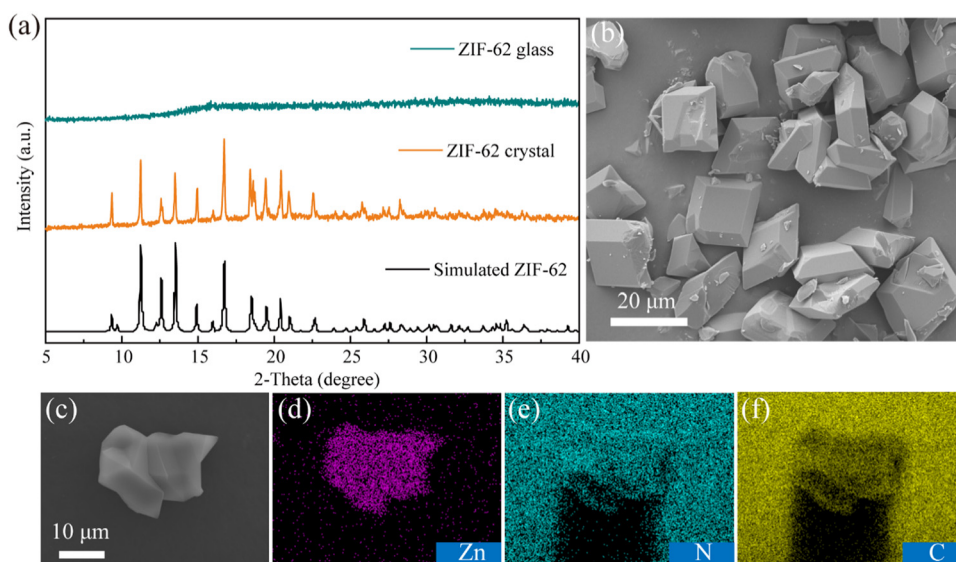 (a)
ZIF-62 glass
ZIF-62 crystal
Simulated ZIF-62
Intensity (a.u.)
5 10 15 20 25 30 35 40
2-Theta (degree)
(b)
20 μm
(c)
10 μm
(d)
Zn
(e)
N
(f)
C